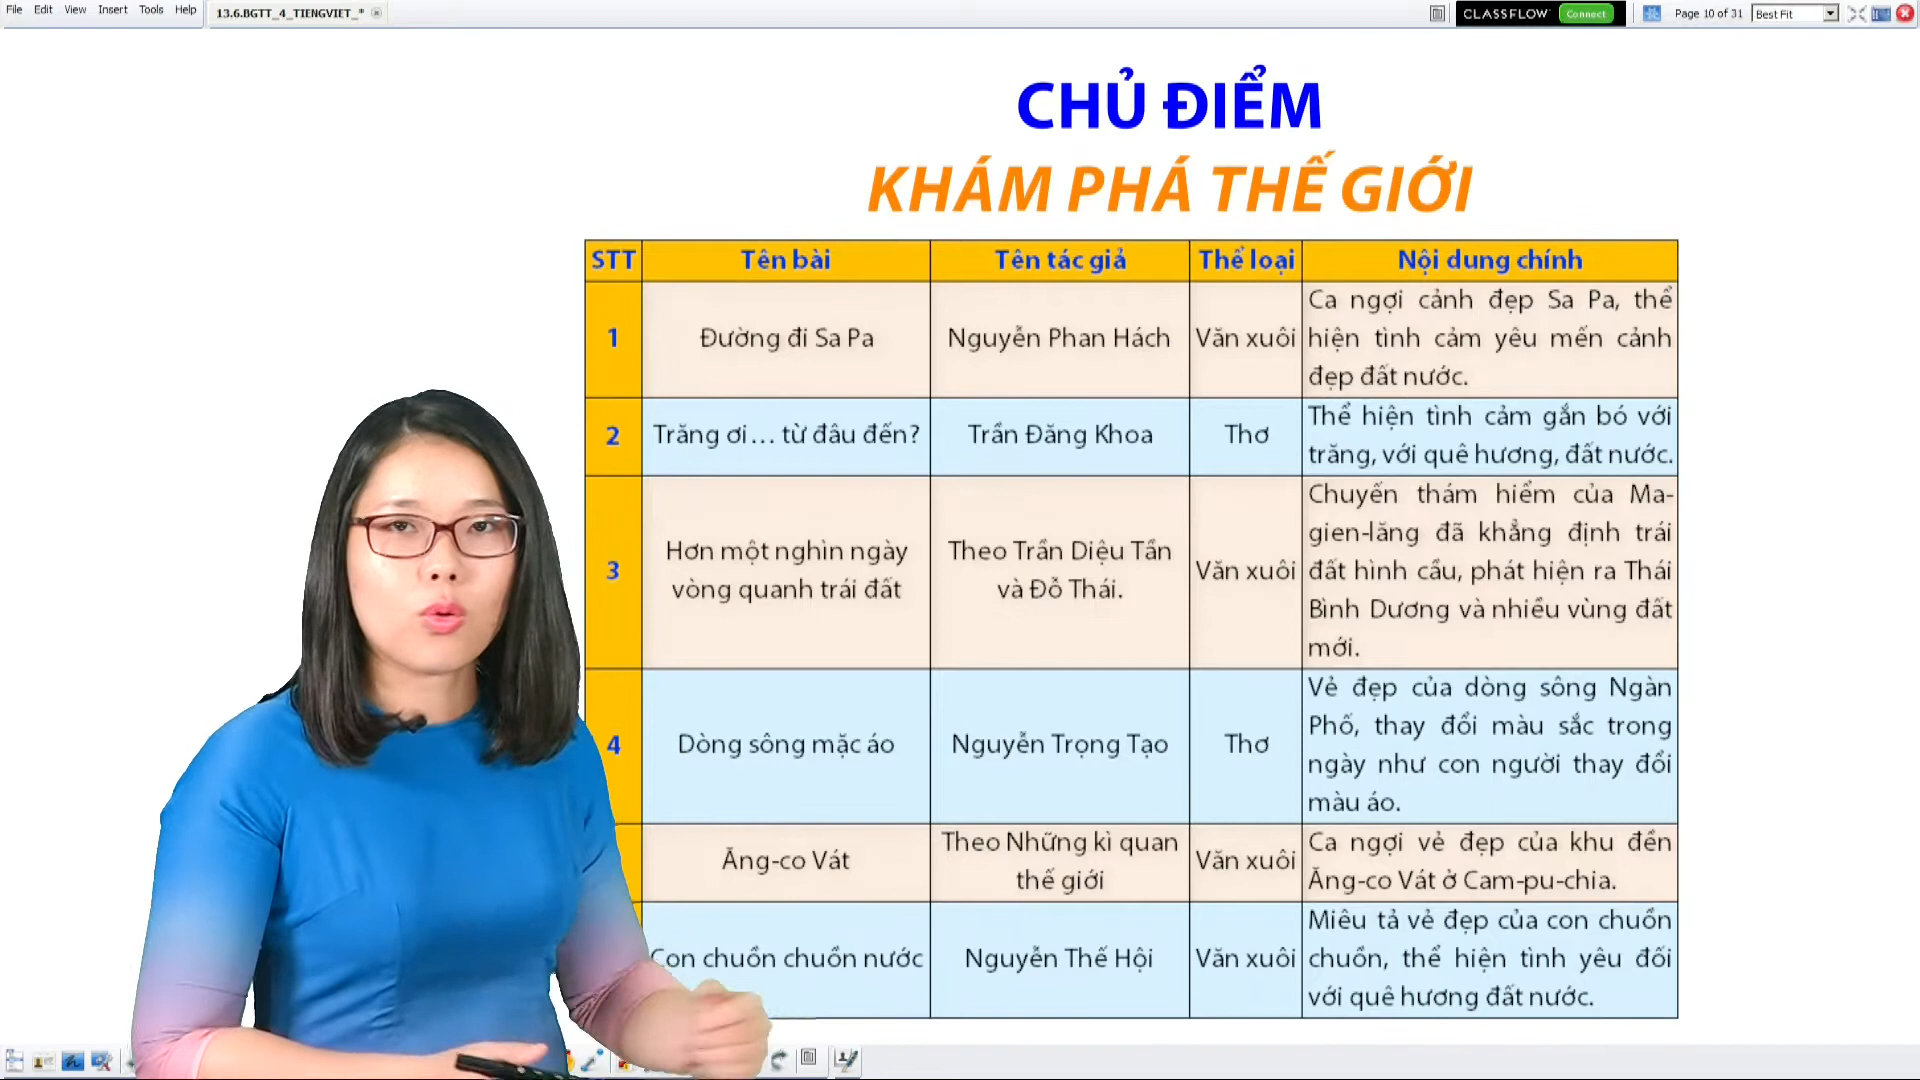 File Edit View Insert Tools Help
13.6.BGTT_4_TIENGVIET_*
CLASSFLOW Connect
Page 10 of 31
Best Fit
CHỦ ĐIỂM
KHÁM PHÁ THẾ GIỚI
STT Tên bài Tên tác giả Thể loại Nội dung chính
1
Đường đi Sa Pa
Nguyễn Phan Hách
Văn xuôi
Ca ngợi cảnh đẹp Sa Pa, thể
hiện tình cảm yêu mến cảnh
đẹp đất nước.
2
Trăng ơi... từ đâu đến?
Trần Đăng Khoa
Thơ
Thể hiện tình cảm gắn bó với
trăng, với quê hương, đất nước.
3
Hơn một nghìn ngày
vòng quanh trái đất
Theo Trần Diệu Tần
và Đỗ Thái.
Văn xuôi
Chuyến thám hiểm của Ma-
gien-lăng đã khẳng định trái
đất hình cầu, phát hiện ra Thái
Bình Dương và nhiều vùng đất
mới.
4
Dòng sông mặc áo
Nguyễn Trọng Tạo
Thơ
Vẻ đẹp của dòng sông Ngàn
Phố, thay đổi màu sắc trong
ngày như con người thay đổi
màu áo.
Ăng-co Vát
Theo Những kì quan
thế giới
Văn xuôi
Ca ngợi vẻ đẹp của khu đền
Ăng-co Vát ở Cam-pu-chia.
Con chuồn chuồn nước
Nguyễn Thế Hội
Văn xuôi
Miêu tả vẻ đẹp của con chuồn
chuồn, thể hiện tình yêu đối
với quê hương đất nước.